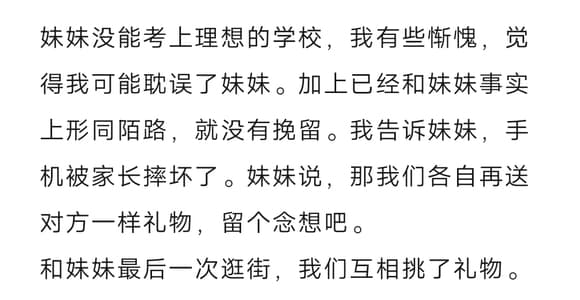 妹妹没能考上理想的学校，我有些惭愧，觉
得我可能耽误了妹妹。加上已经和妹妹事实
上形同陌路，就没有挽留。我告诉妹妹，手
机被家长摔坏了。妹妹说，那我们各自再送
对方一样礼物，留个念想吧。
和妹妹最后一次逛街，我们互相挑了礼物。